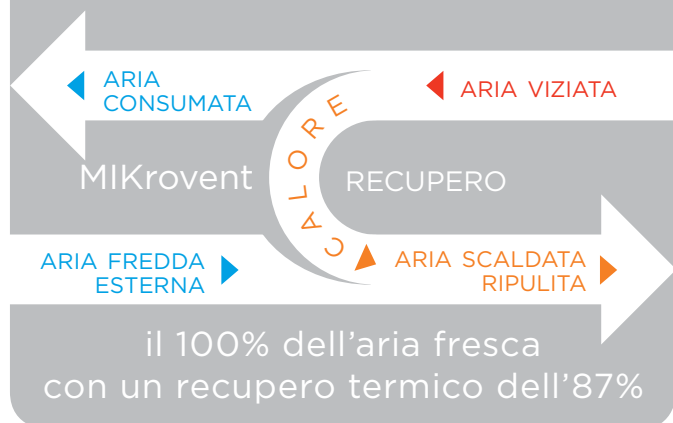 ARIA
CONSUMATA
ARIA VIZIATA
CALORE
MIKrovent
RECUPERO
ARIA FREDDA
ESTERNA
ARIA SCALDATA
RIPULITA
il 100% dell'aria fresca
con un recupero termico dell'87%